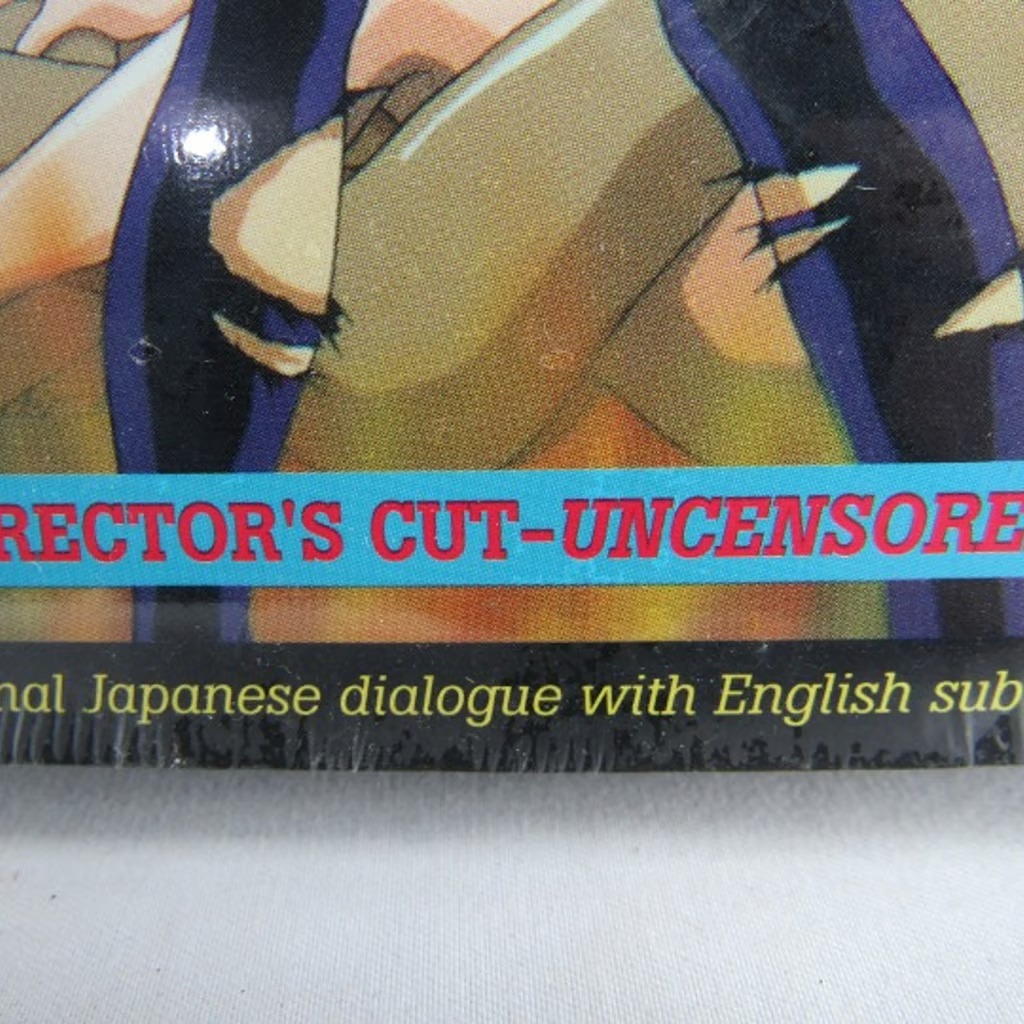 RECTOR'S CUT-UNCENSORE
nal Japanese dialogue with English sub